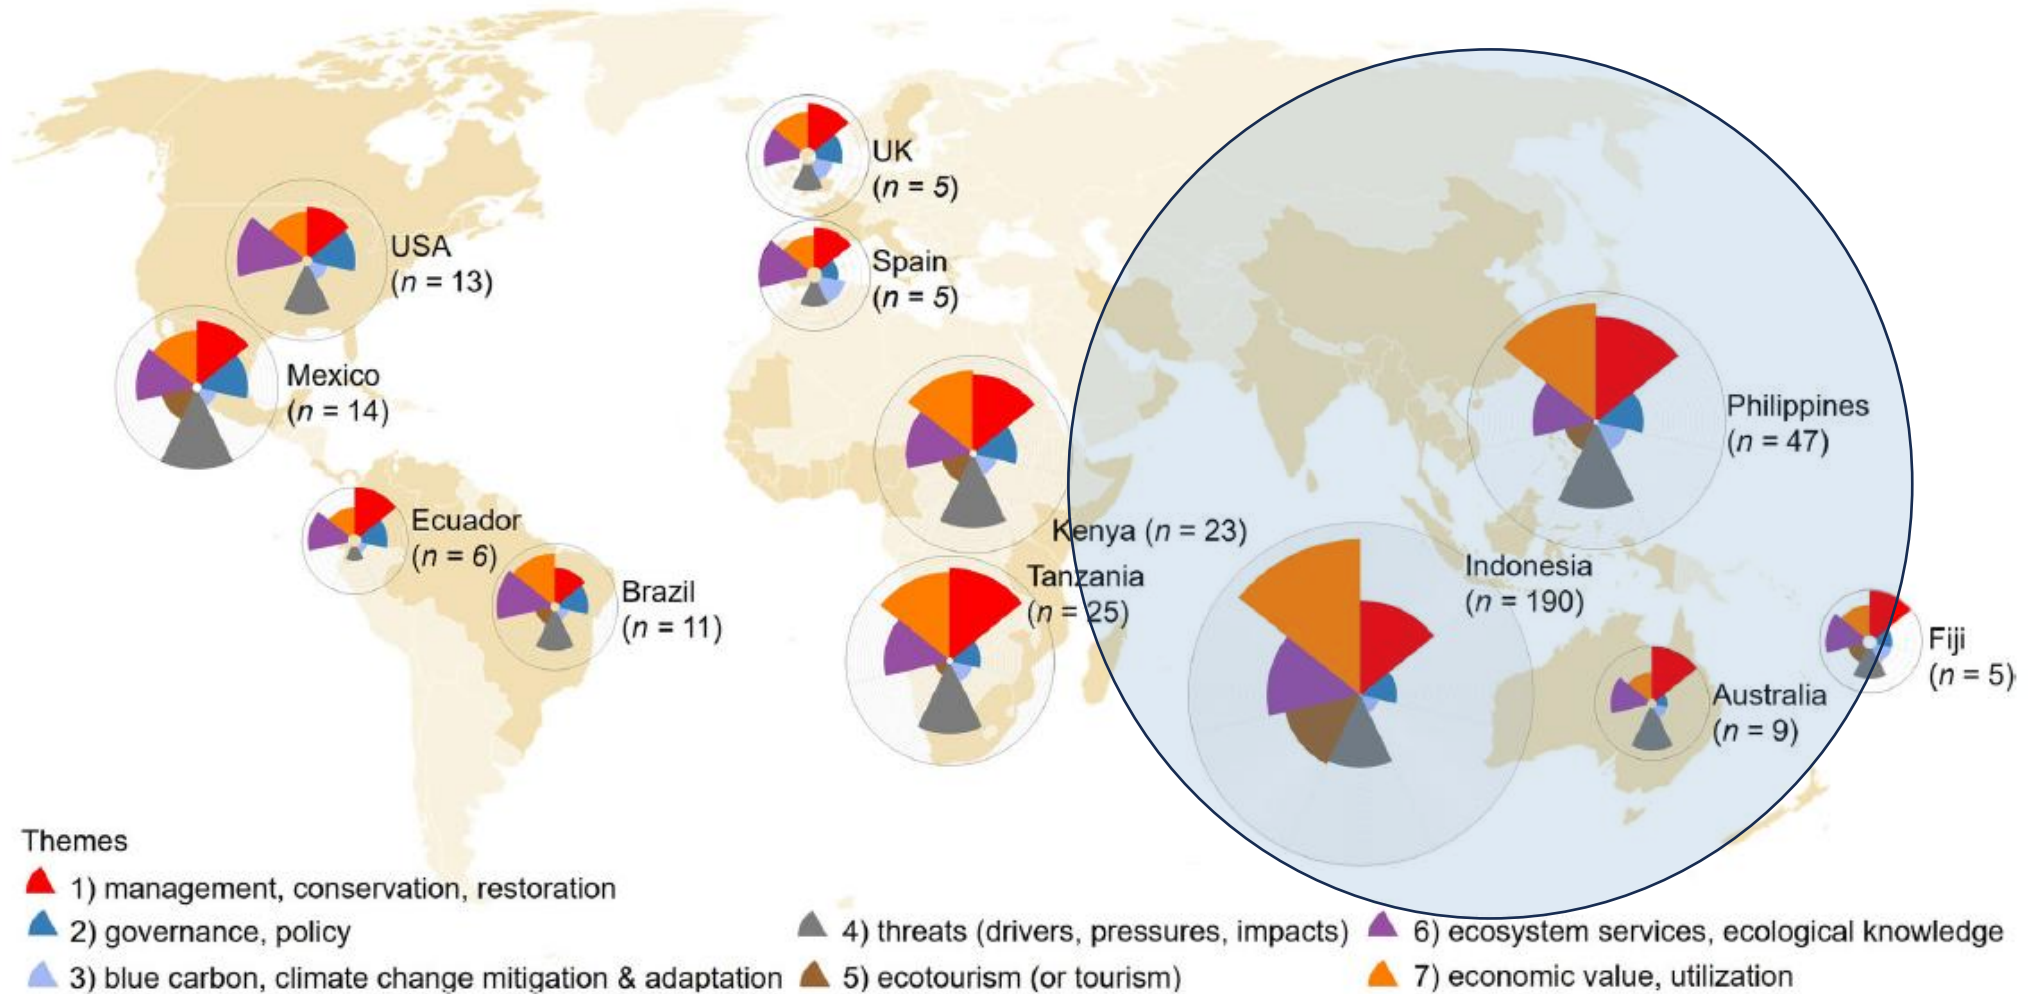 UK
(n = 5)
USA
(n = 13)
Spain
(n = 5)
Mexico
(n = 14)
Philippines
(n = 47)
Ecuador
(n = 6)
Kenya (n = 23)
Brazil
(n = 11)
Tanzania
(n = 25)
Indonesia
(n = 190)
Fiji
(n = 5)
Australia
(n = 9)
Themes
1) management, conservation, restoration
2) governance, policy
3) blue carbon, climate change mitigation & adaptation
4) threats (drivers, pressures, impacts)
5) ecotourism (or tourism)
6) ecosystem services, ecological knowledge
7) economic value, utilization